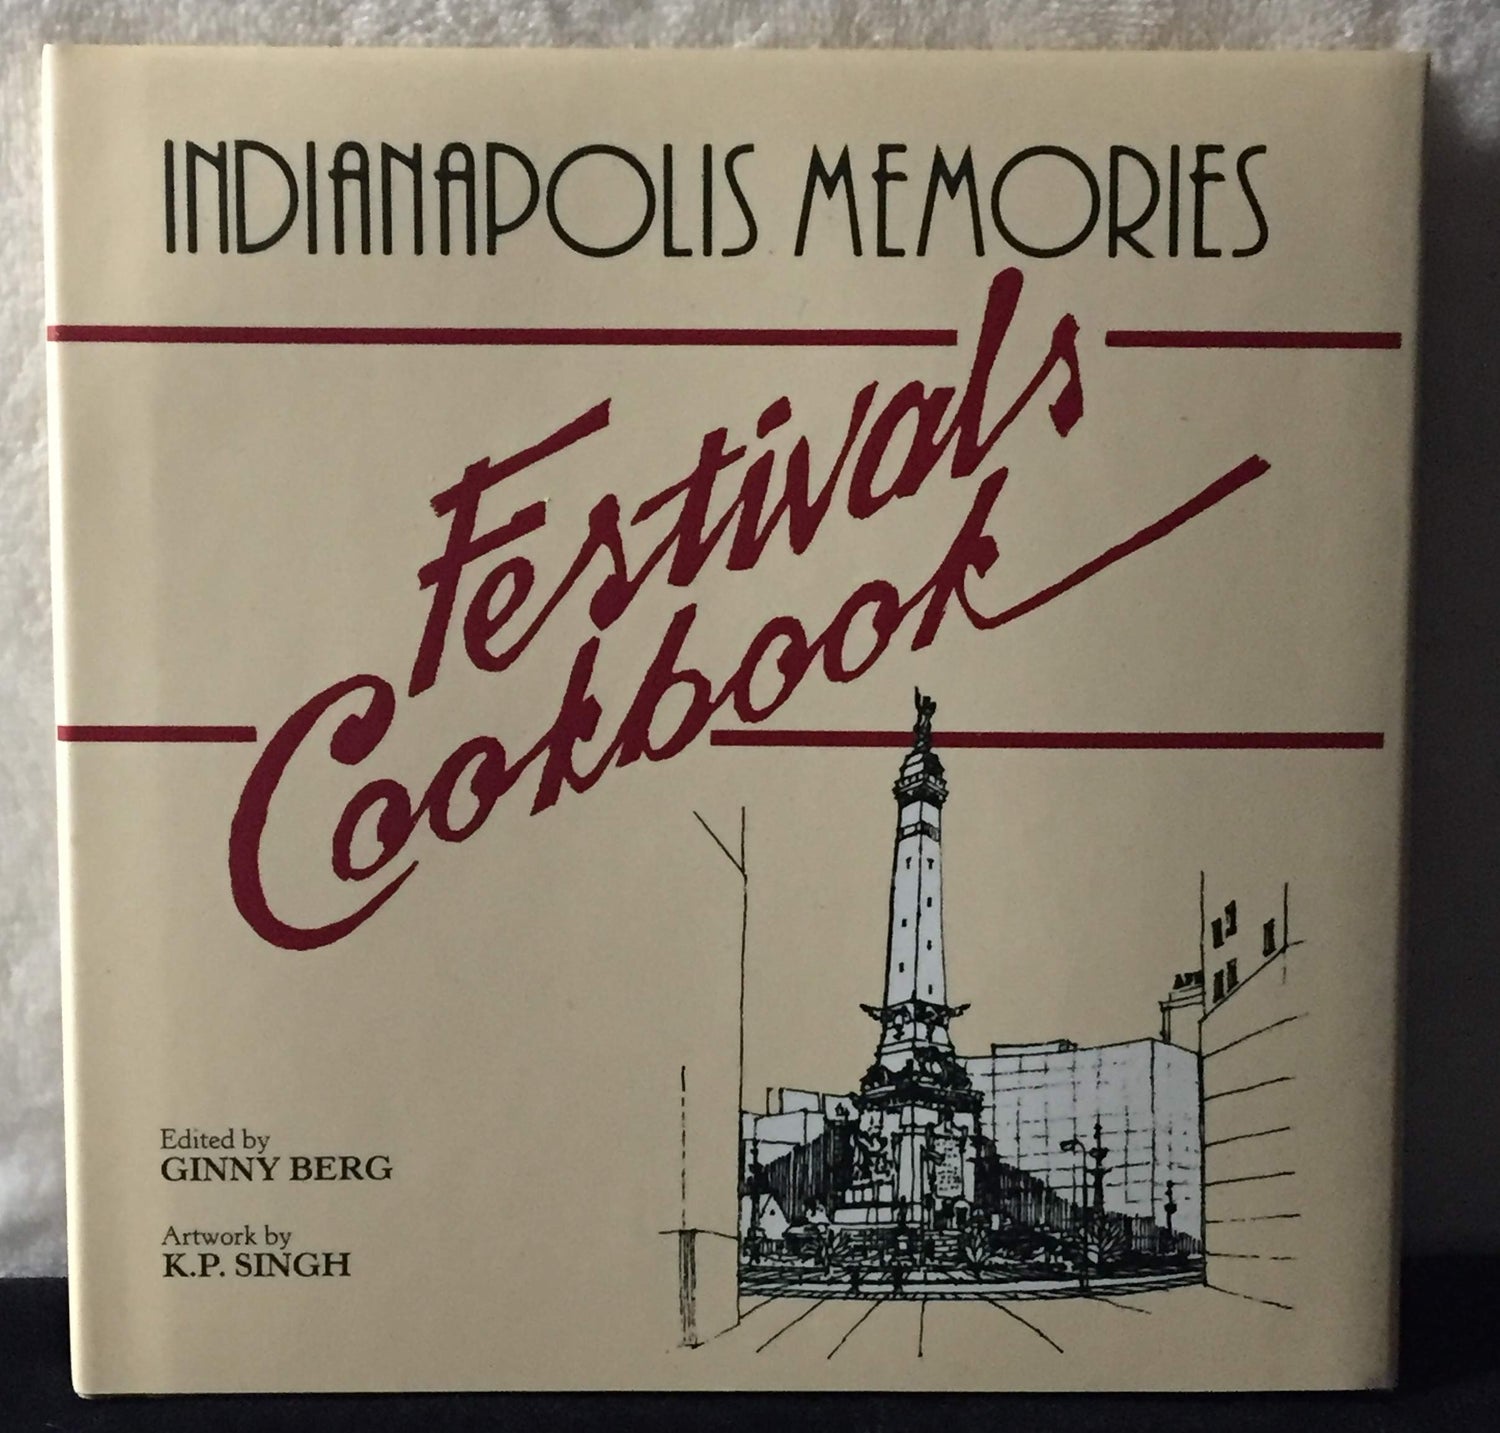 INDIANAPOLIS MEMORIES
Festivals
Cookbook
Edited by
GINNY BERG
Artwork by
K.P. SINGH